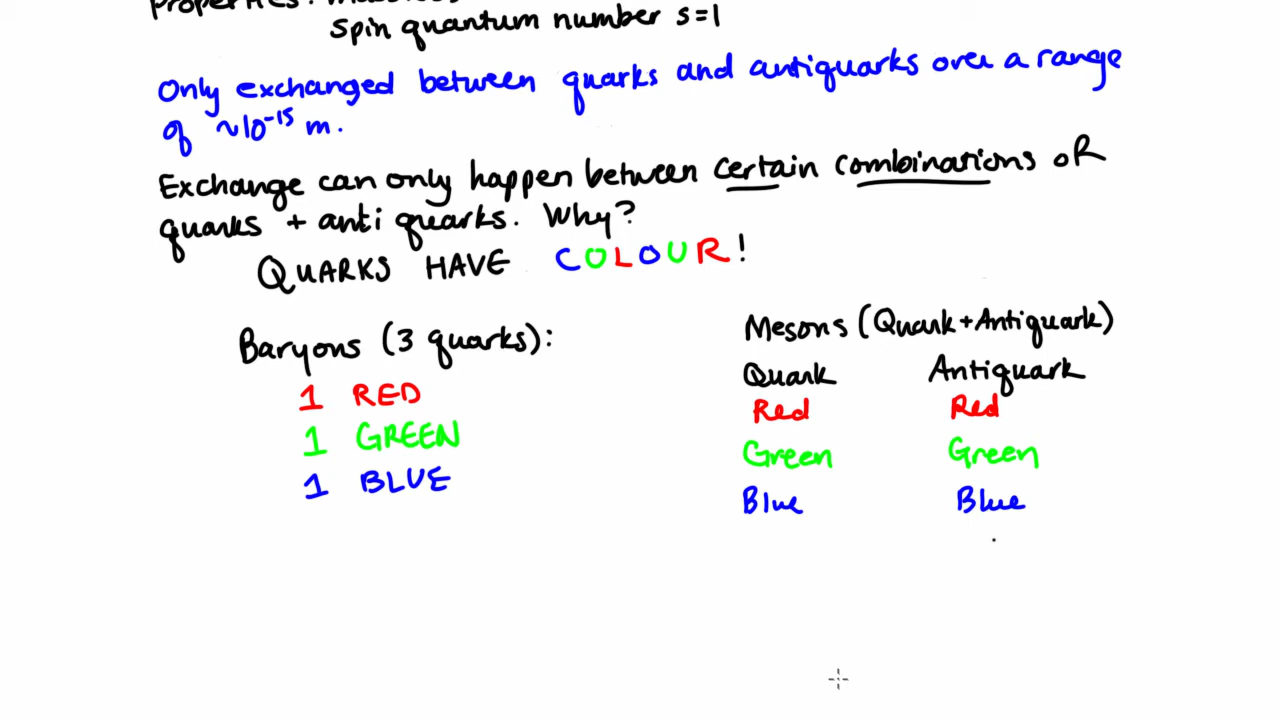 Properties:
spin quantum number s=1
Only exchanged between quarks and antiquarks over a range
of ~10⁻¹⁵ m.
Exchange can only happen between certain combinations of
quarks + anti quarks. Why?
QUARKS HAVE COLOUR!
Baryons (3 quarks):
1 RED
1 GREEN
1 BLUE
Mesons (Quark+Antiquark)
Quark Antiquark
Red Red
Green Green
Blue Blue